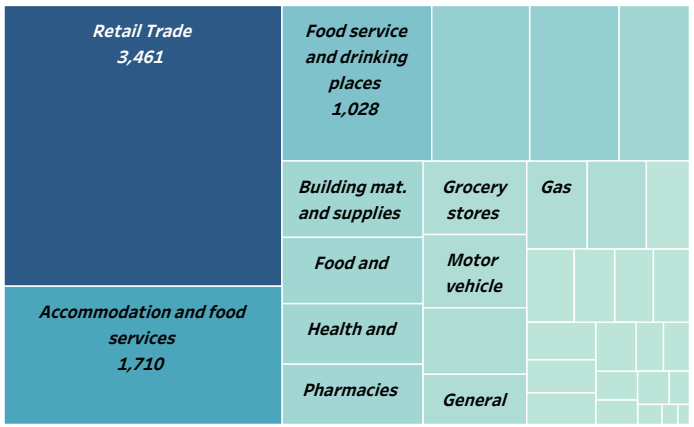 Retail Trade
3,461
Accommodation and food
services
1,710
Food service
and drinking
places
1,028
Building mat.
and supplies
Food and
Health and
Pharmacies
Grocery
stores
Motor
vehicle
General
Gas